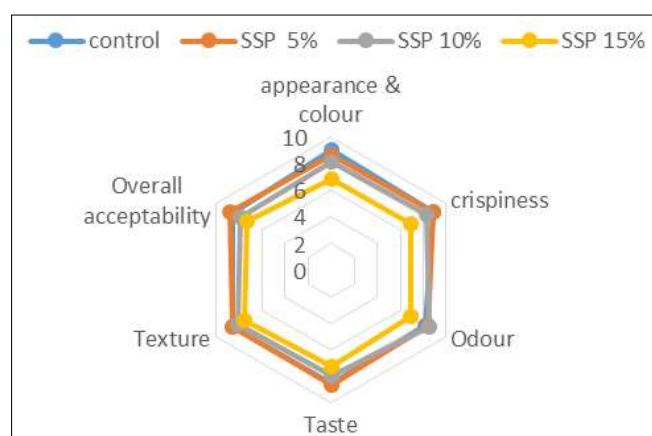 control SSP 5% SSP 10% SSP 15%
appearance &
colour
10
8
6
4
2
0
crispiness
Odour
Taste
Texture
Overall
acceptability